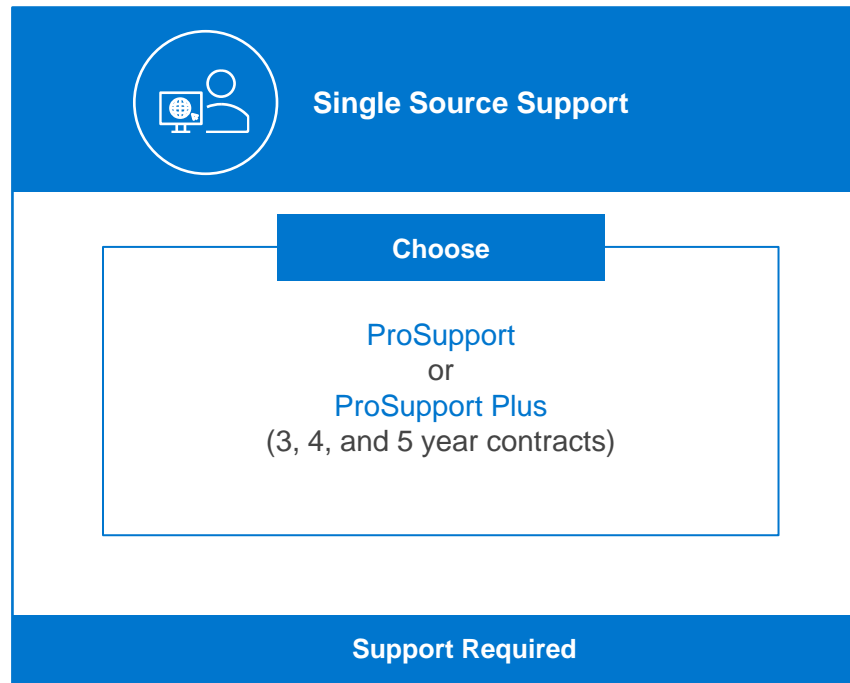 Single Source Support
Choose
ProSupport
or
ProSupport Plus
(3, 4, and 5 year contracts)
Support Required